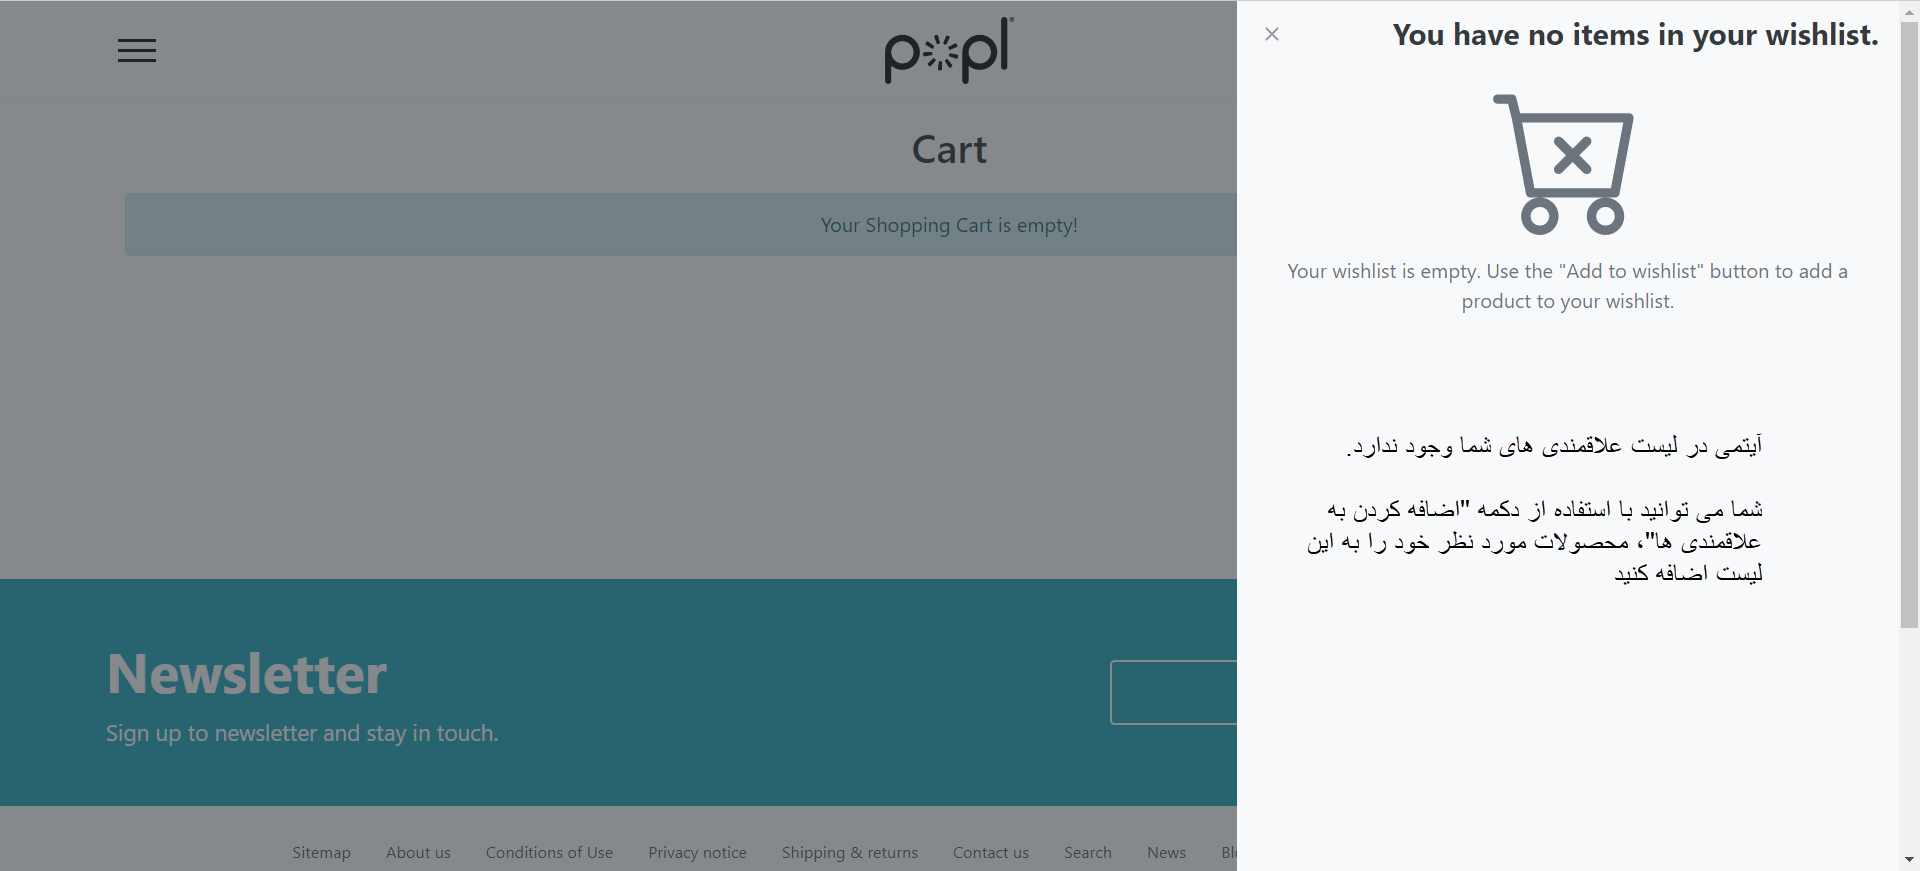 popl®
Cart
Your Shopping Cart is empty!
Newsletter
Sign up to newsletter and stay in touch.
Sitemap About us Conditions of Use Privacy notice Shipping & returns Contact us Search News
You have no items in your wishlist.
Your wishlist is empty. Use the "Add to wishlist" button to add a
product to your wishlist.
آیتمی در لیست علاقمندی های شما وجود ندارد.
شما می توانید با استفاده از دکمه "اضافه کردن به
علاقمندی ها"، محصولات مورد نظر خود را به این
لیست اضافه کنید